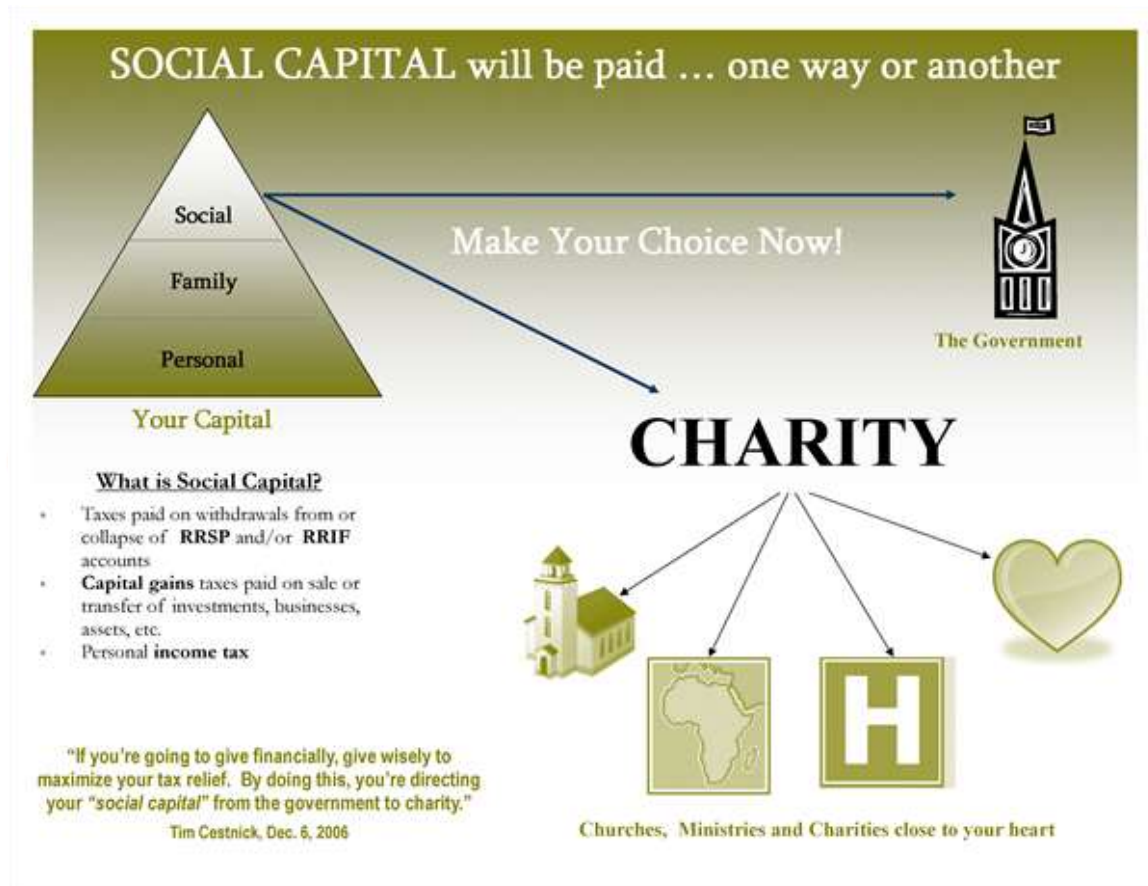 SOCIAL CAPITAL will be paid ... one way or another
Social
Family
Personal
Your Capital
Make Your Choice Now!
The Government
What is Social Capital?
• Taxes paid on withdrawals from or
collapse of RRSP and/or RRIF
accounts
• Capital gains taxes paid on sale or
transfer of investments, businesses,
assets, etc.
• Personal income tax
CHARITY
H
"If you're going to give financially, give wisely to
maximize your tax relief. By doing this, you're directing
your "social capital" from the government to charity."
Tim Cestnick, Dec. 6, 2006
Churches, Ministries and Charities close to your heart